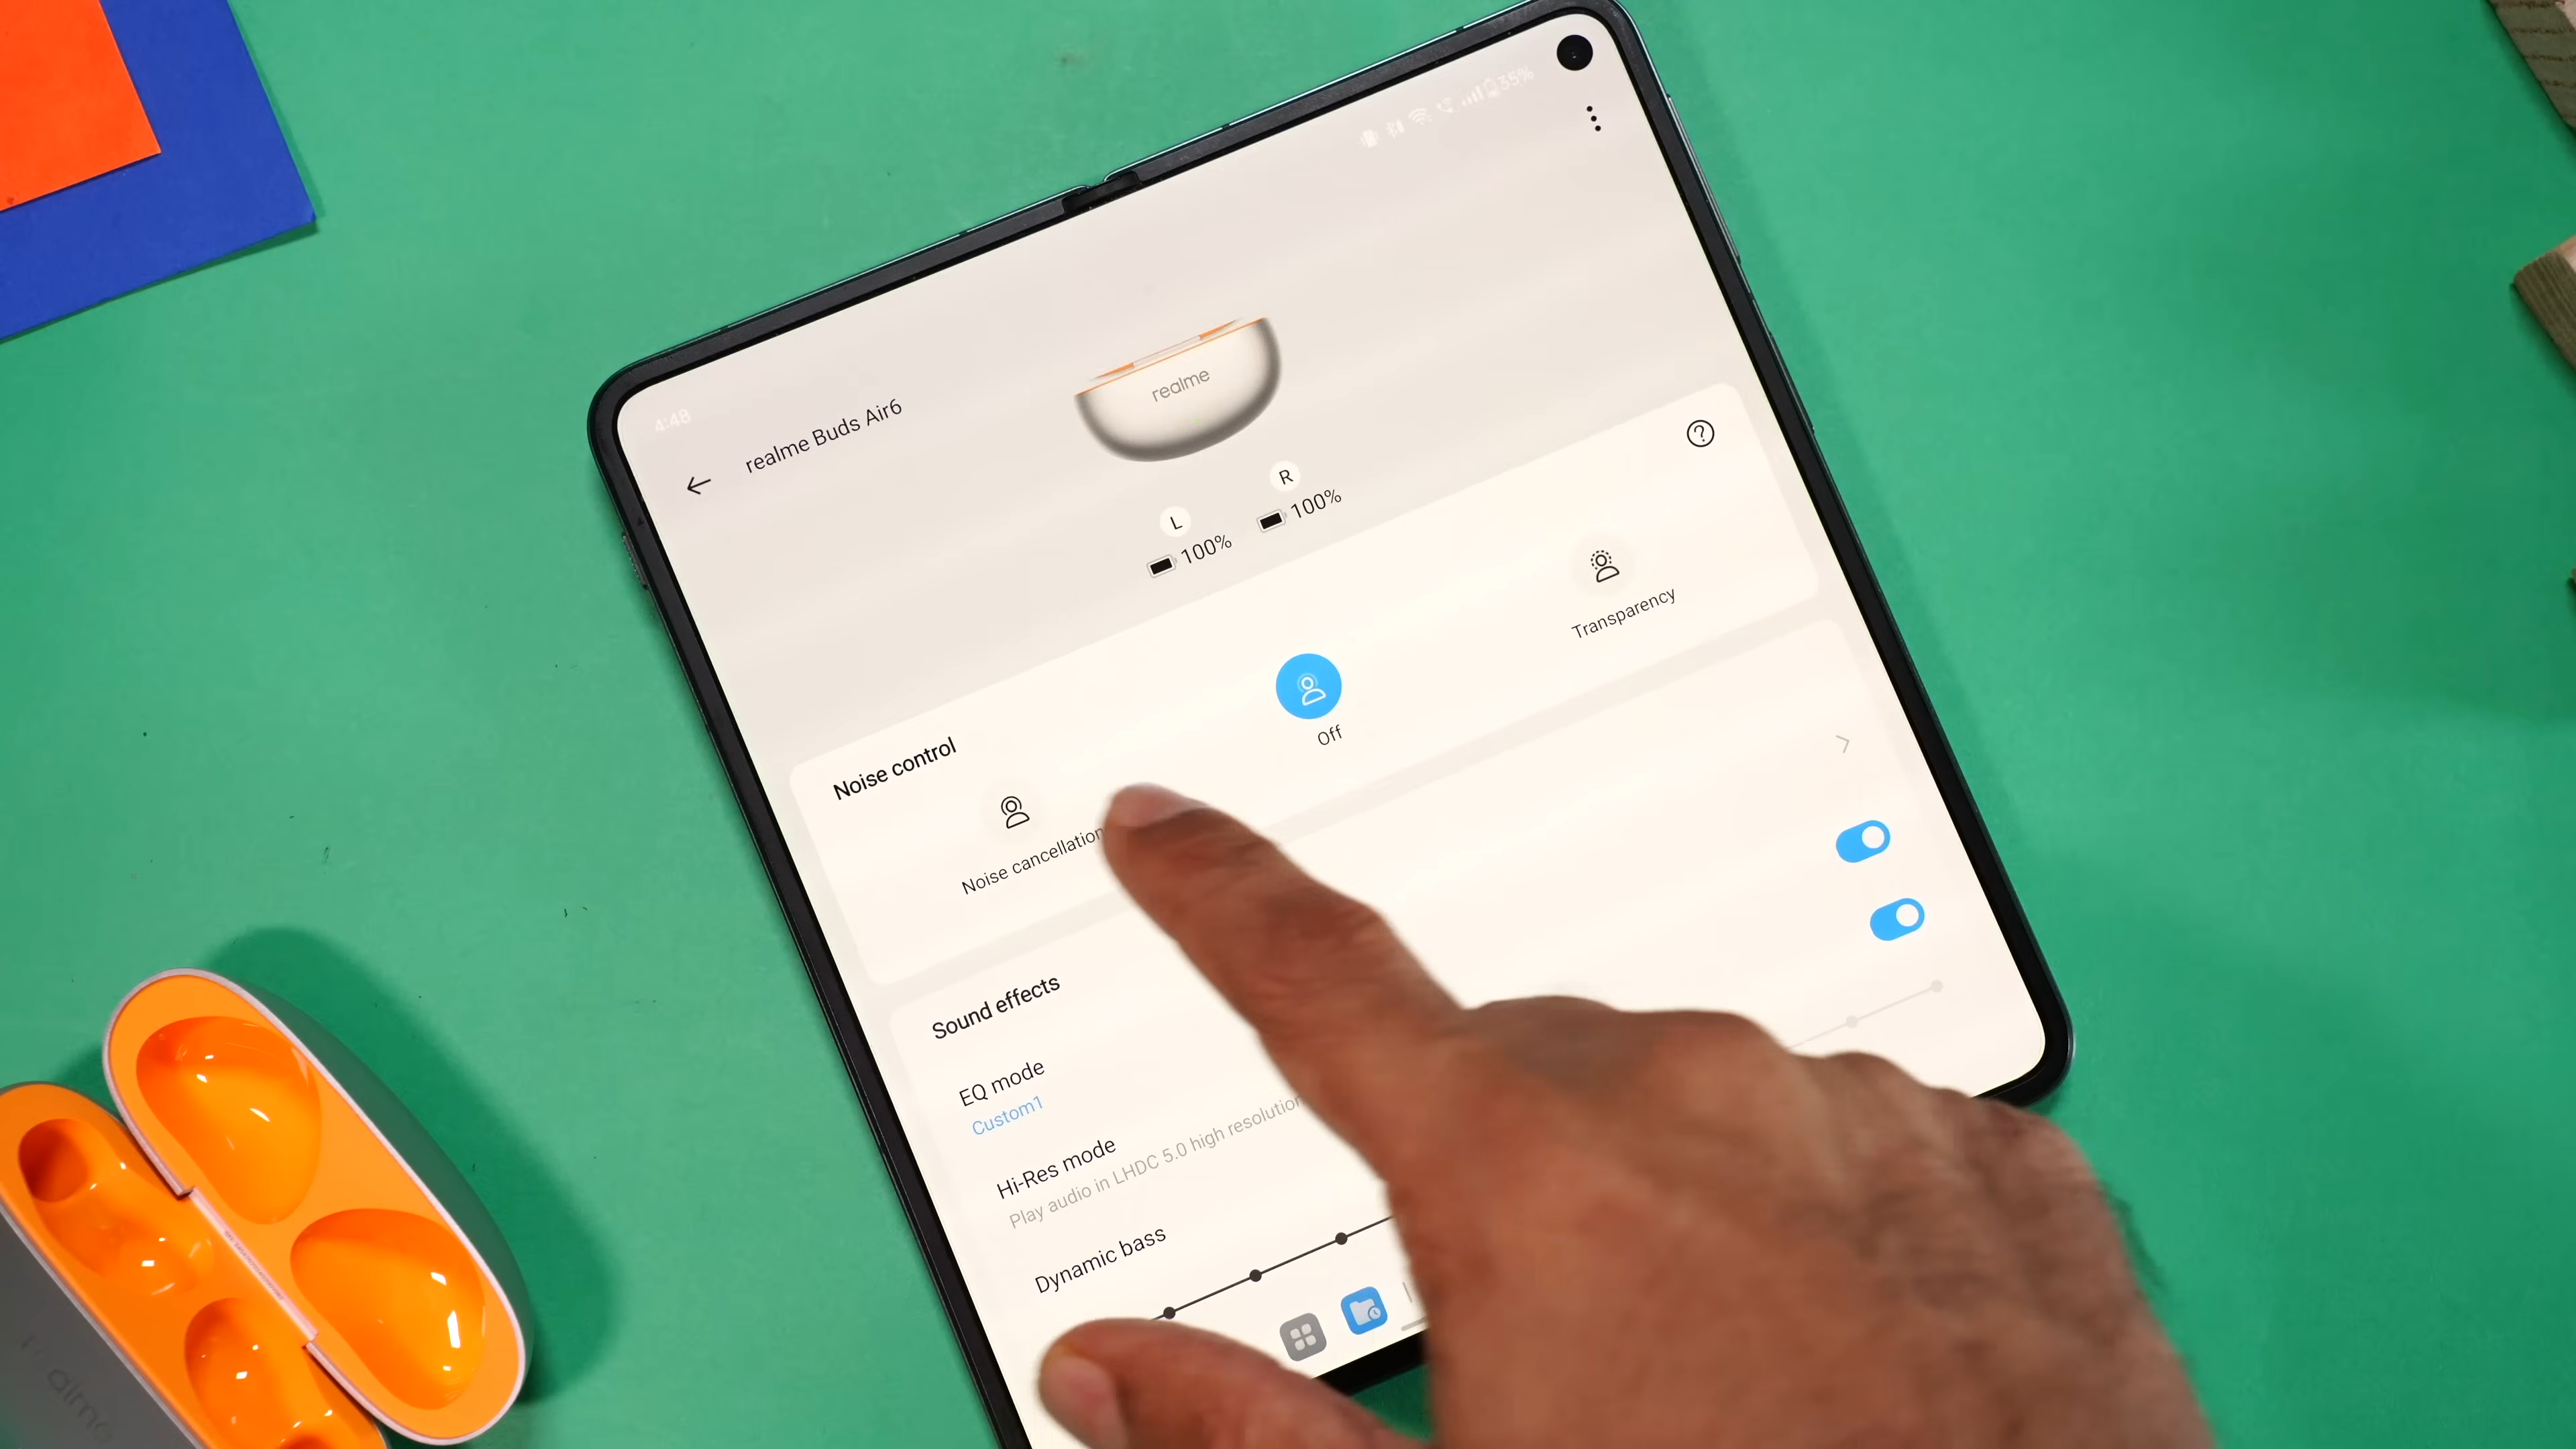 4:48
35%
realme Buds Air6
realme
L
R
100%
100%
Noise control
Noise cancellation
Off
Transparency
Sound effects
EQ mode
Custom1
Hi-Res mode
Play audio in LHDC 5.0 high resolution
Dynamic bass